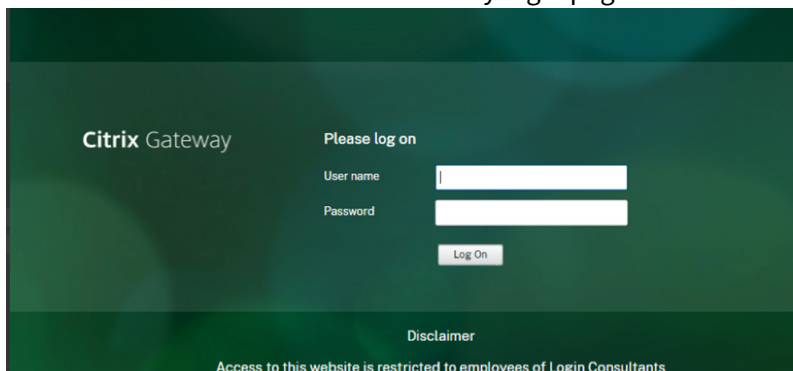 Citrix Gateway
Please log on
User name
Password
Log On
Disclaimer
Access to this website is restricted to employees of Login Consultants